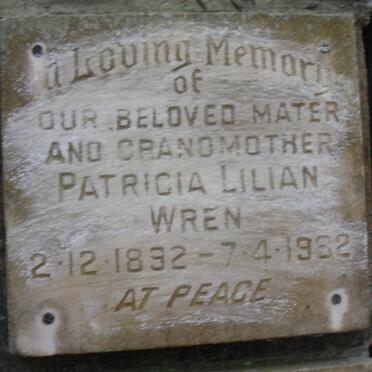 In Loving Memory
of
OUR BELOVED MATER
AND GRANDMOTHER
PATRICIA LILIAN
WREN
2·12·1892 - 7·4·1982
AT PEACE